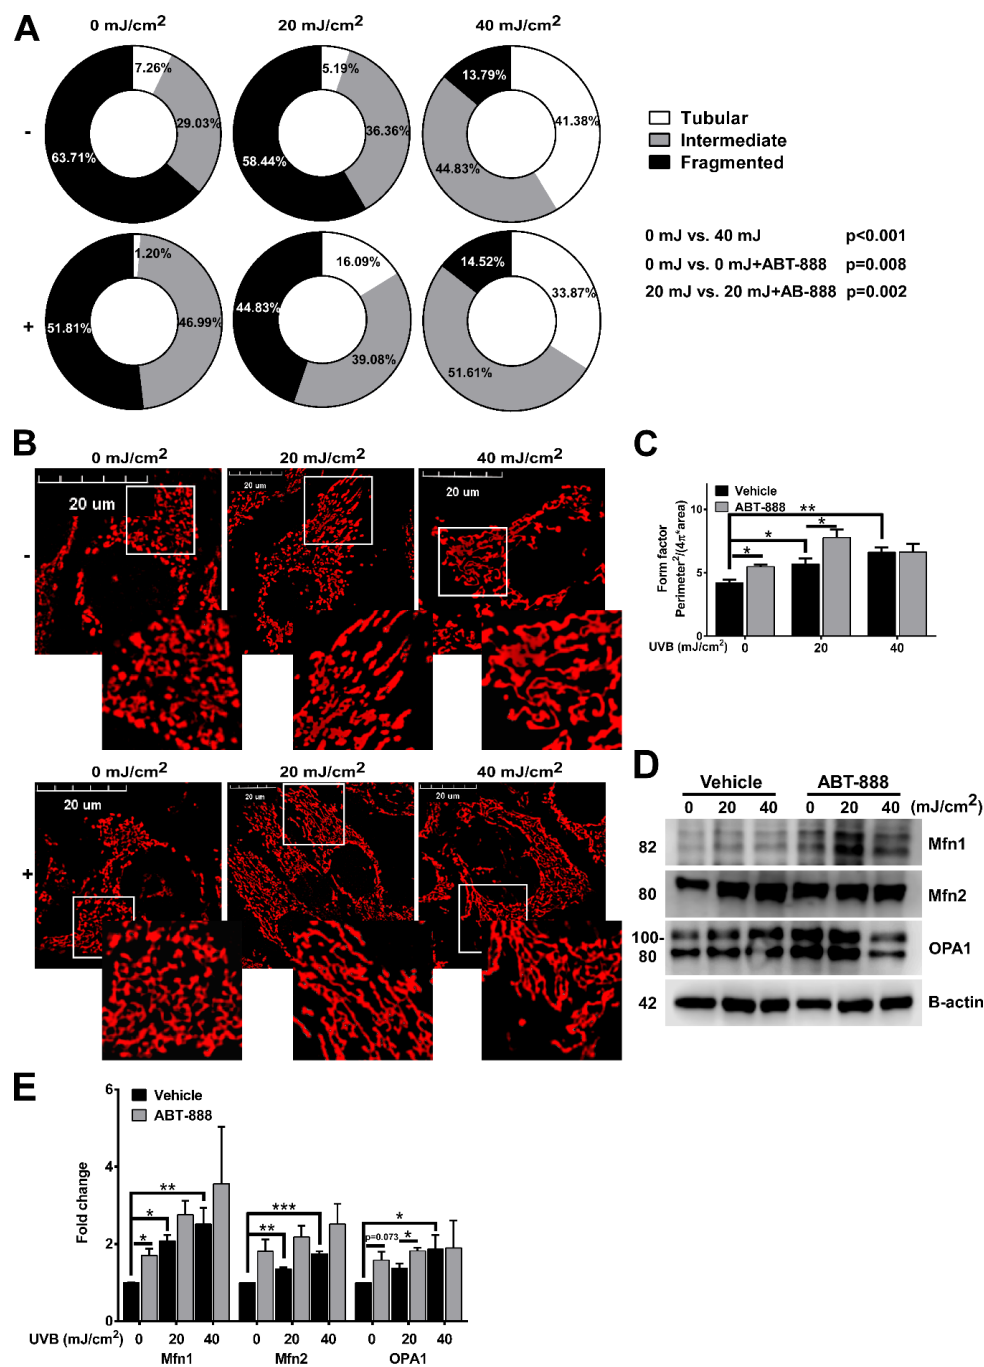 A
0 mJ/cm²
20 mJ/cm²
40 mJ/cm²
-
7.26%
29.03%
63.71%
5.19%
36.36%
58.44%
13.79%
41.38%
44.83%
Tubular
Intermediate
Fragmented
+
1.20%
46.99%
51.81%
16.09%
39.08%
44.83%
14.52%
33.87%
51.61%
0 mJ vs. 40 mJ p<0.001
0 mJ vs. 0 mJ+ABT-888 p=0.008
20 mJ vs. 20 mJ+AB-888 p=0.002
B
0 mJ/cm²
20 mJ/cm²
40 mJ/cm²
-
20 um
20 um
20 um
0 mJ/cm²
20 mJ/cm²
40 mJ/cm²
+
20 um
20 um
20 um
C
Vehicle
ABT-888
Form factor
Perimeter²/(4π*area)
10
5
0
*
*
*
**
UVB (mJ/cm²)
0 20 40
D
Vehicle ABT-888
0 20 40 0 20 40 (mJ/cm²)
82 Mfn1
80 Mfn2
100-
80
OPA1
42 B-actin
E
Vehicle
ABT-888
Fold change
6
4
2
0
**
*
*
***
**
*
p=0.073
*
UVB (mJ/cm²) 0 20 40 0 20 40 0 20 40
Mfn1 Mfn2 OPA1